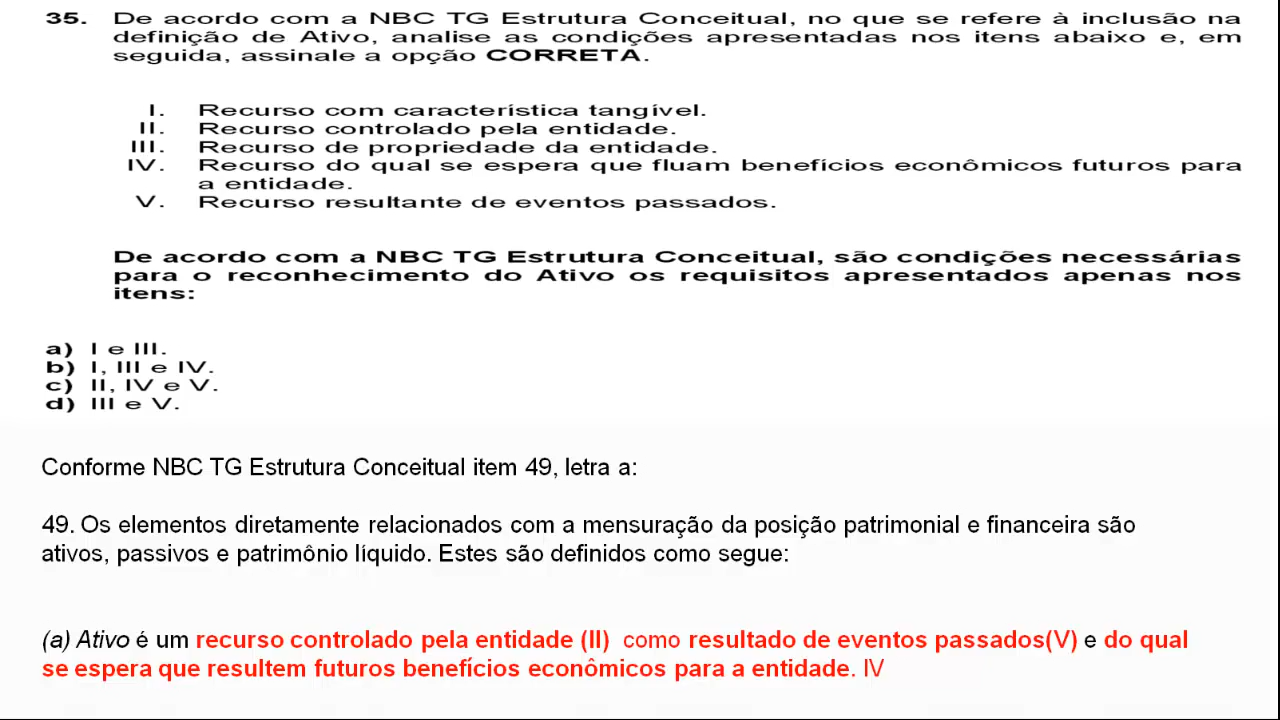 35. De acordo com a NBC TG Estrutura Conceitual, no que se refere à inclusão na
definição de Ativo, analise as condições apresentadas nos itens abaixo e, em
seguida, assinale a opção CORRETA.
I. Recurso com característica tangível.
II. Recurso controlado pela entidade.
III. Recurso de propriedade da entidade.
IV. Recurso do qual se espera que fluam benefícios econômicos futuros para
a entidade.
V. Recurso resultante de eventos passados.
De acordo com a NBC TG Estrutura Conceitual, são condições necessárias
para o reconhecimento do Ativo os requisitos apresentados apenas nos
itens:
a) I e III.
b) I, III e IV.
c) II, IV e V.
d) III e V.
Conforme NBC TG Estrutura Conceitual item 49, letra a:
49. Os elementos diretamente relacionados com a mensuração da posição patrimonial e financeira são
ativos, passivos e patrimônio líquido. Estes são definidos como segue:
(a) Ativo é um recurso controlado pela entidade (II) como resultado de eventos passados(V) e do qual
se espera que resultem futuros benefícios econômicos para a entidade. IV